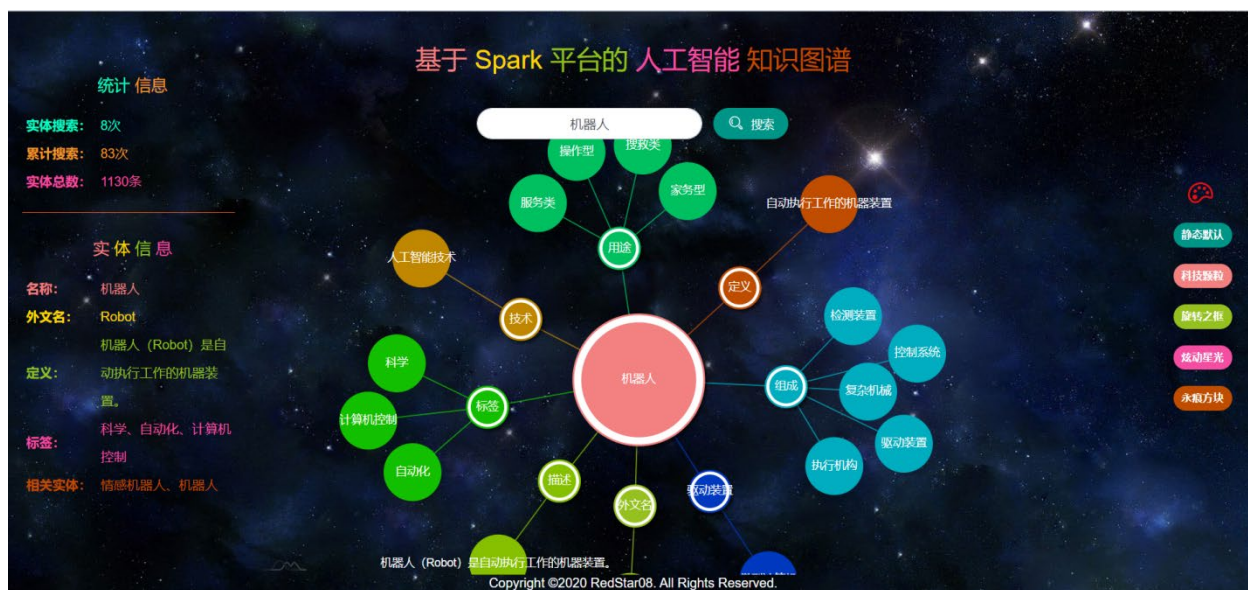 基于 Spark 平台的 人工智能 知识图谱
统计 信息
实体搜索： 8次
累计搜索： 83次
实体总数： 1130条
实 体 信 息
名称： 机器人
外文名： Robot
定义： 机器人（Robot）是自
动执行工作的机器装
置。
标签： 科学、自动化、计算机
控制
相关实体： 情感机器人、机器人
机器人
搜索
操作型
搜救类
服务类
家务型
用途
自动执行工作的机器装置
定义
人工智能技术
技术
检测装置
控制系统
复杂机械
驱动装置
执行机构
组成
机器人
科学
计算机控制
自动化
标签
描述
机器人（Robot）是自动执行工作的机器装置。
外文名
驱动装置
静态默认
科技颗粒
旋转之框
炫动星光
永痕方块
Copyright ©2020 RedStar08. All Rights Reserved.